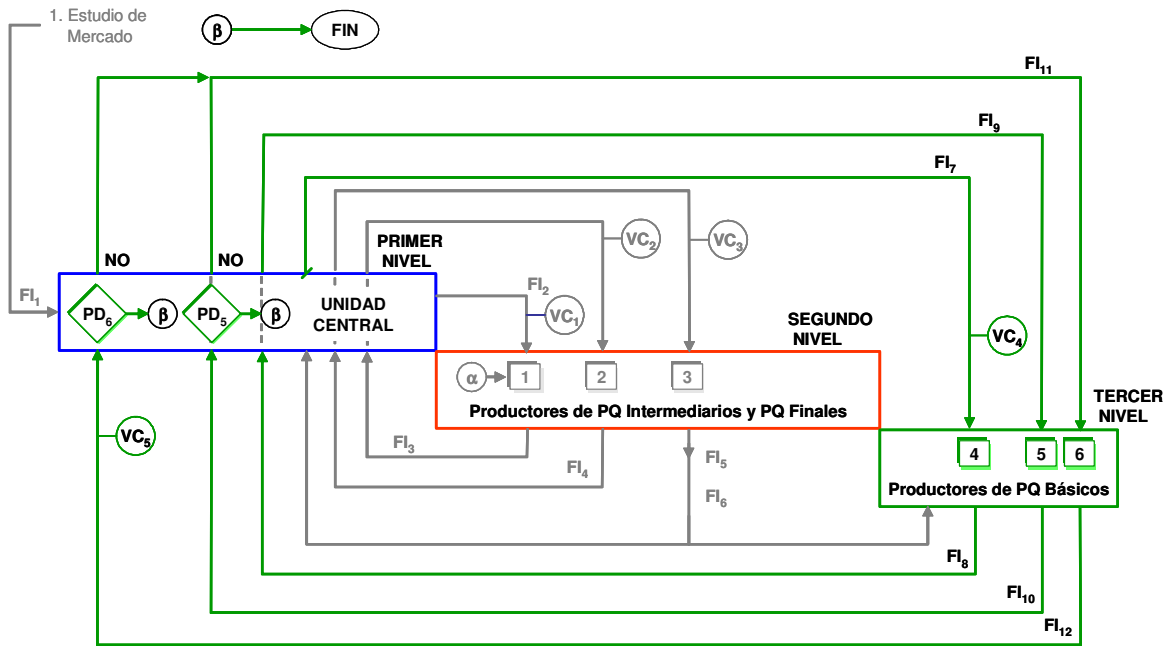 1. Estudio de
Mercado
β
FIN
FI11
FI9
FI7
VC2
VC3
PRIMER
NIVEL
NO
NO
FI1
PD6
β
PD5
β
UNIDAD
CENTRAL
FI2
VC1
SEGUNDO
NIVEL
VC4
α
1
2
3
Productores de PQ Intermediarios y PQ Finales
TERCER
NIVEL
VC5
FI3
FI4
FI5
FI6
4
5
6
Productores de PQ Básicos
FI8
FI10
FI12